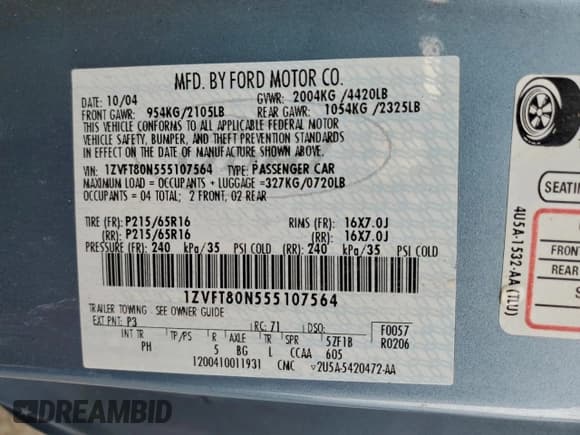 MFD. BY FORD MOTOR CO.
DATE: 10/04 GVWR: 2004KG /4420LB
FRONT GAWR: 954KG/2105LB REAR GAWR: 1054KG /2325LB
THIS VEHICLE CONFORMS TO ALL APPLICABLE FEDERAL MOTOR
VEHICLE SAFETY, BUMPER, AND THEFT PREVENTION STANDARDS
IN EFFECT ON THE DATE OF MANUFACTURE SHOWN ABOVE.
VIN: 1ZVFT80N555107564 TYPE: PASSENGER CAR
MAXIMUM LOAD = OCCUPANTS + LUGGAGE =327KG/0720LB
OCCUPANTS = 04 TOTAL; 2 FRONT, 02 REAR
TIRE (FR): P215/65R16 RIMS (FR): 16X7.0J
(RR): P215/65R16 (RR): 16X7.0J
PRESSURE (FR): 240 kPa/35 PSI COLD (RR): 240 kPa/35 PSI COLD
1ZVFT80N555107564
TRAILER TOWING - SEE OWNER GUIDE
EXT PNT: P3 RC: 71 DSO: F0057
INT TR TP/PS R AXLE TR SPR 5ZF1B R0206
PH 5 BG L CCAA 605
1200410011931 CMC V2U5A-5420472-AA
4U5A-1532-AA (TLU)
SEATIN
FRON
REAR
S
DREAMBID